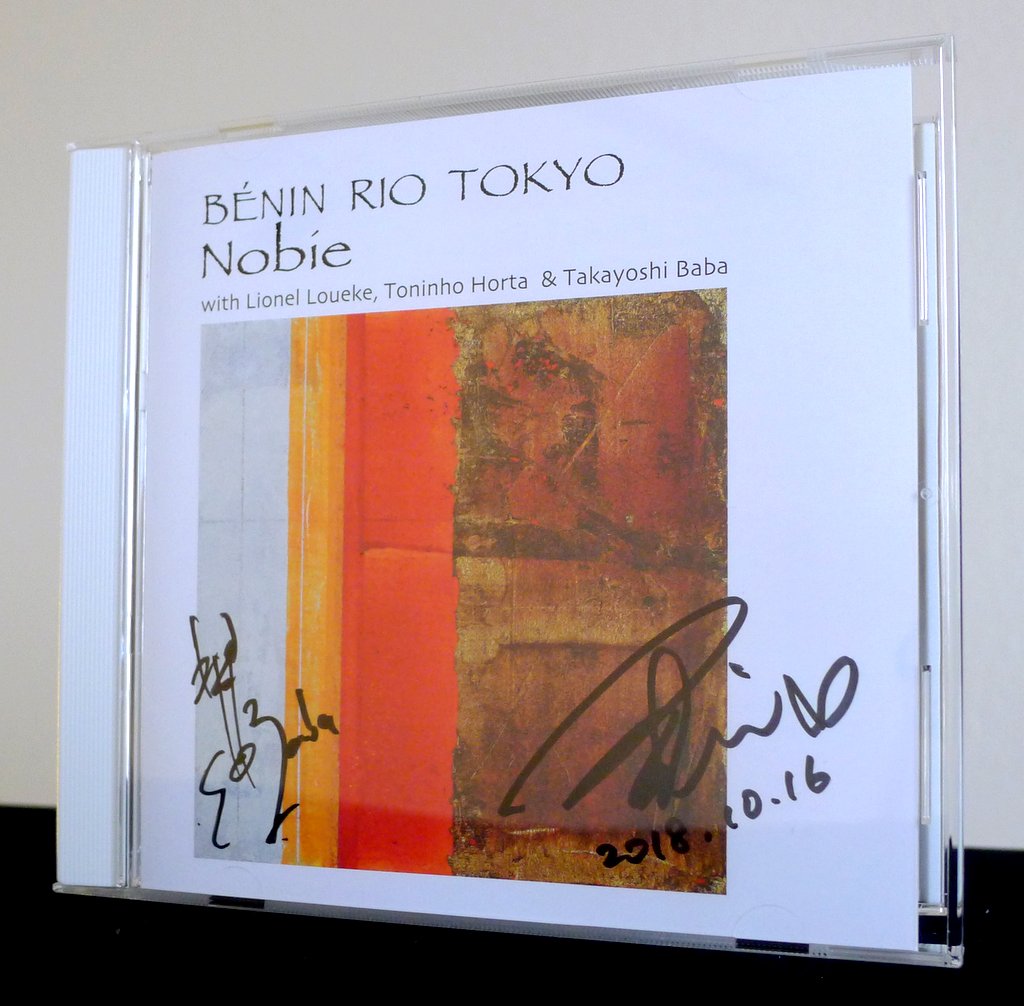 BÉNIN RIO TOKYO
Nobie
with Lionel Loueke, Toninho Horta & Takayoshi Baba
2018.10.16